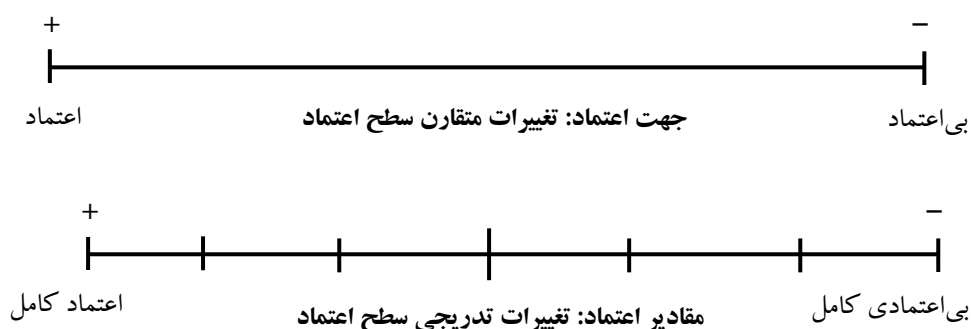 + −
بی‌اعتماد اعتماد
جهت اعتماد: تغییرات متقارن سطح اعتماد
+ −
بی‌اعتمادی کامل اعتماد کامل
مقادیر اعتماد: تغییرات تدریجی سطح اعتماد